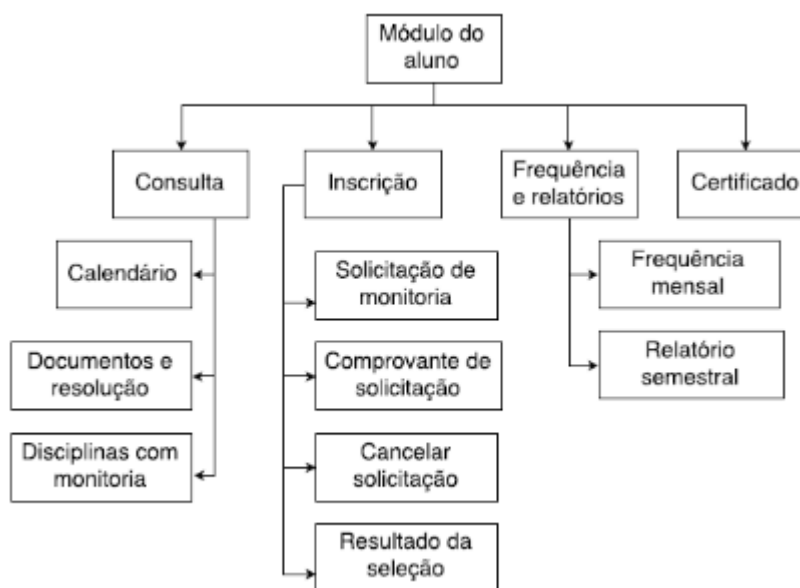 Módulo do
aluno
Consulta
Inscrição
Frequência
e relatórios
Certificado
Calendário
Documentos e
resolução
Disciplinas com
monitoria
Solicitação de
monitoria
Comprovante de
solicitação
Cancelar
solicitação
Resultado da
seleção
Frequência
mensal
Relatório
semestral